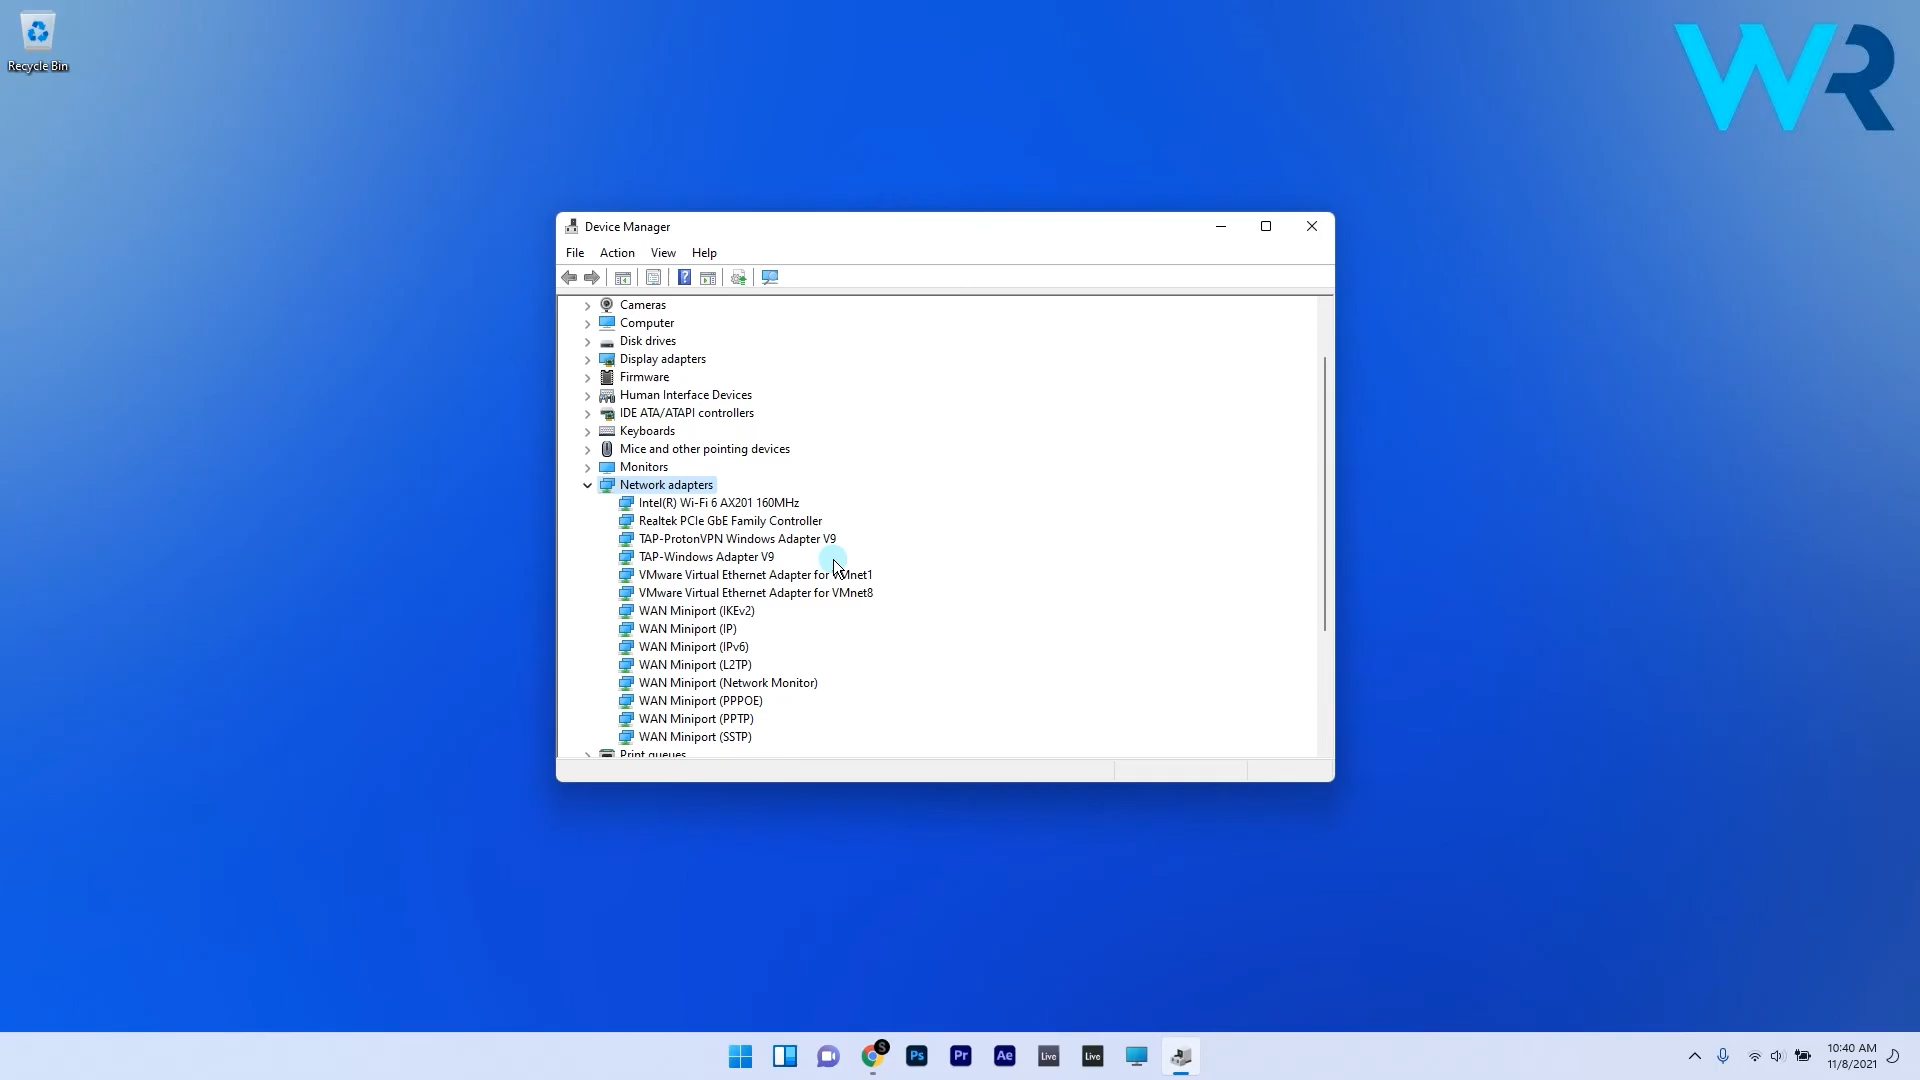 Recycle Bin
WR
Device Manager
File Action View Help
Cameras
Computer
Disk drives
Display adapters
Firmware
Human Interface Devices
IDE ATA/ATAPI controllers
Keyboards
Mice and other pointing devices
Monitors
Network adapters
Intel(R) Wi-Fi 6 AX201 160MHz
Realtek PCIe GbE Family Controller
TAP-ProtonVPN Windows Adapter V9
TAP-Windows Adapter V9
VMware Virtual Ethernet Adapter for VMnet1
VMware Virtual Ethernet Adapter for VMnet8
WAN Miniport (IKEv2)
WAN Miniport (IP)
WAN Miniport (IPv6)
WAN Miniport (L2TP)
WAN Miniport (Network Monitor)
WAN Miniport (PPPOE)
WAN Miniport (PPTP)
WAN Miniport (SSTP)
Print queues
S
Ps Pr Ae Live Live
10:40 AM
11/8/2021